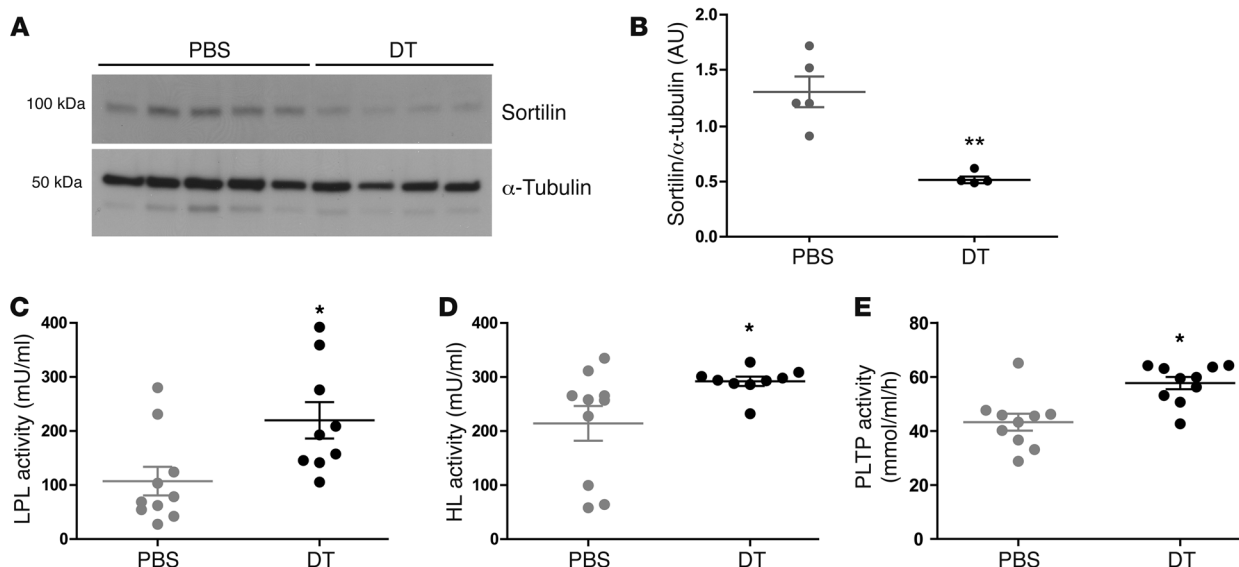 A
PBS DT
100 kDa
Sortilin
50 kDa
α-Tubulin
B
Sortilin/α-tubulin (AU)
2.0
1.5
1.0
0.5
0.0
**
PBS DT
C
LPL activity (mU/ml)
400
300
200
100
0
*
PBS DT
D
HL activity (mU/ml)
400
300
200
100
0
*
PBS DT
E
PLTP activity
(mmol/ml/h)
80
60
40
20
0
*
PBS DT